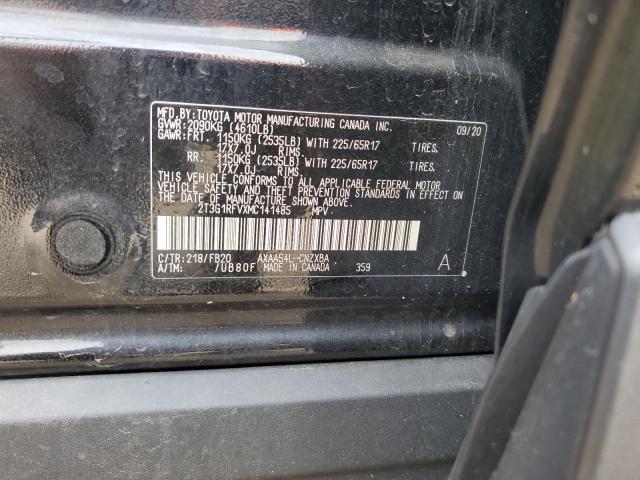 MFD.BY:TOYOTA MOTOR MANUFACTURING CANADA INC.
GVWR: 2090KG (4610LB) 09/20
GAWR: FRT. 1150KG (2535LB) WITH 225/65R17 TIRES.
17X7.0J RIMS.
RR. 1150KG (2535LB) WITH 225/65R17 TIRES.
17X7.0J RIMS.
THIS VEHICLE CONFORMS TO ALL APPLICABLE FEDERAL MOTOR
VEHICLE SAFETY AND BUMPER STANDARDS IN EFFECT ON
THE DATE OF MANUFACTURE SHOWN ABOVE.
2T3G1RFVXMC141485 MPV
C/TR: 218/FB20 AXAA54L-CNZXBA
A/TM: /UB80F MADE IN CANADA 359 A